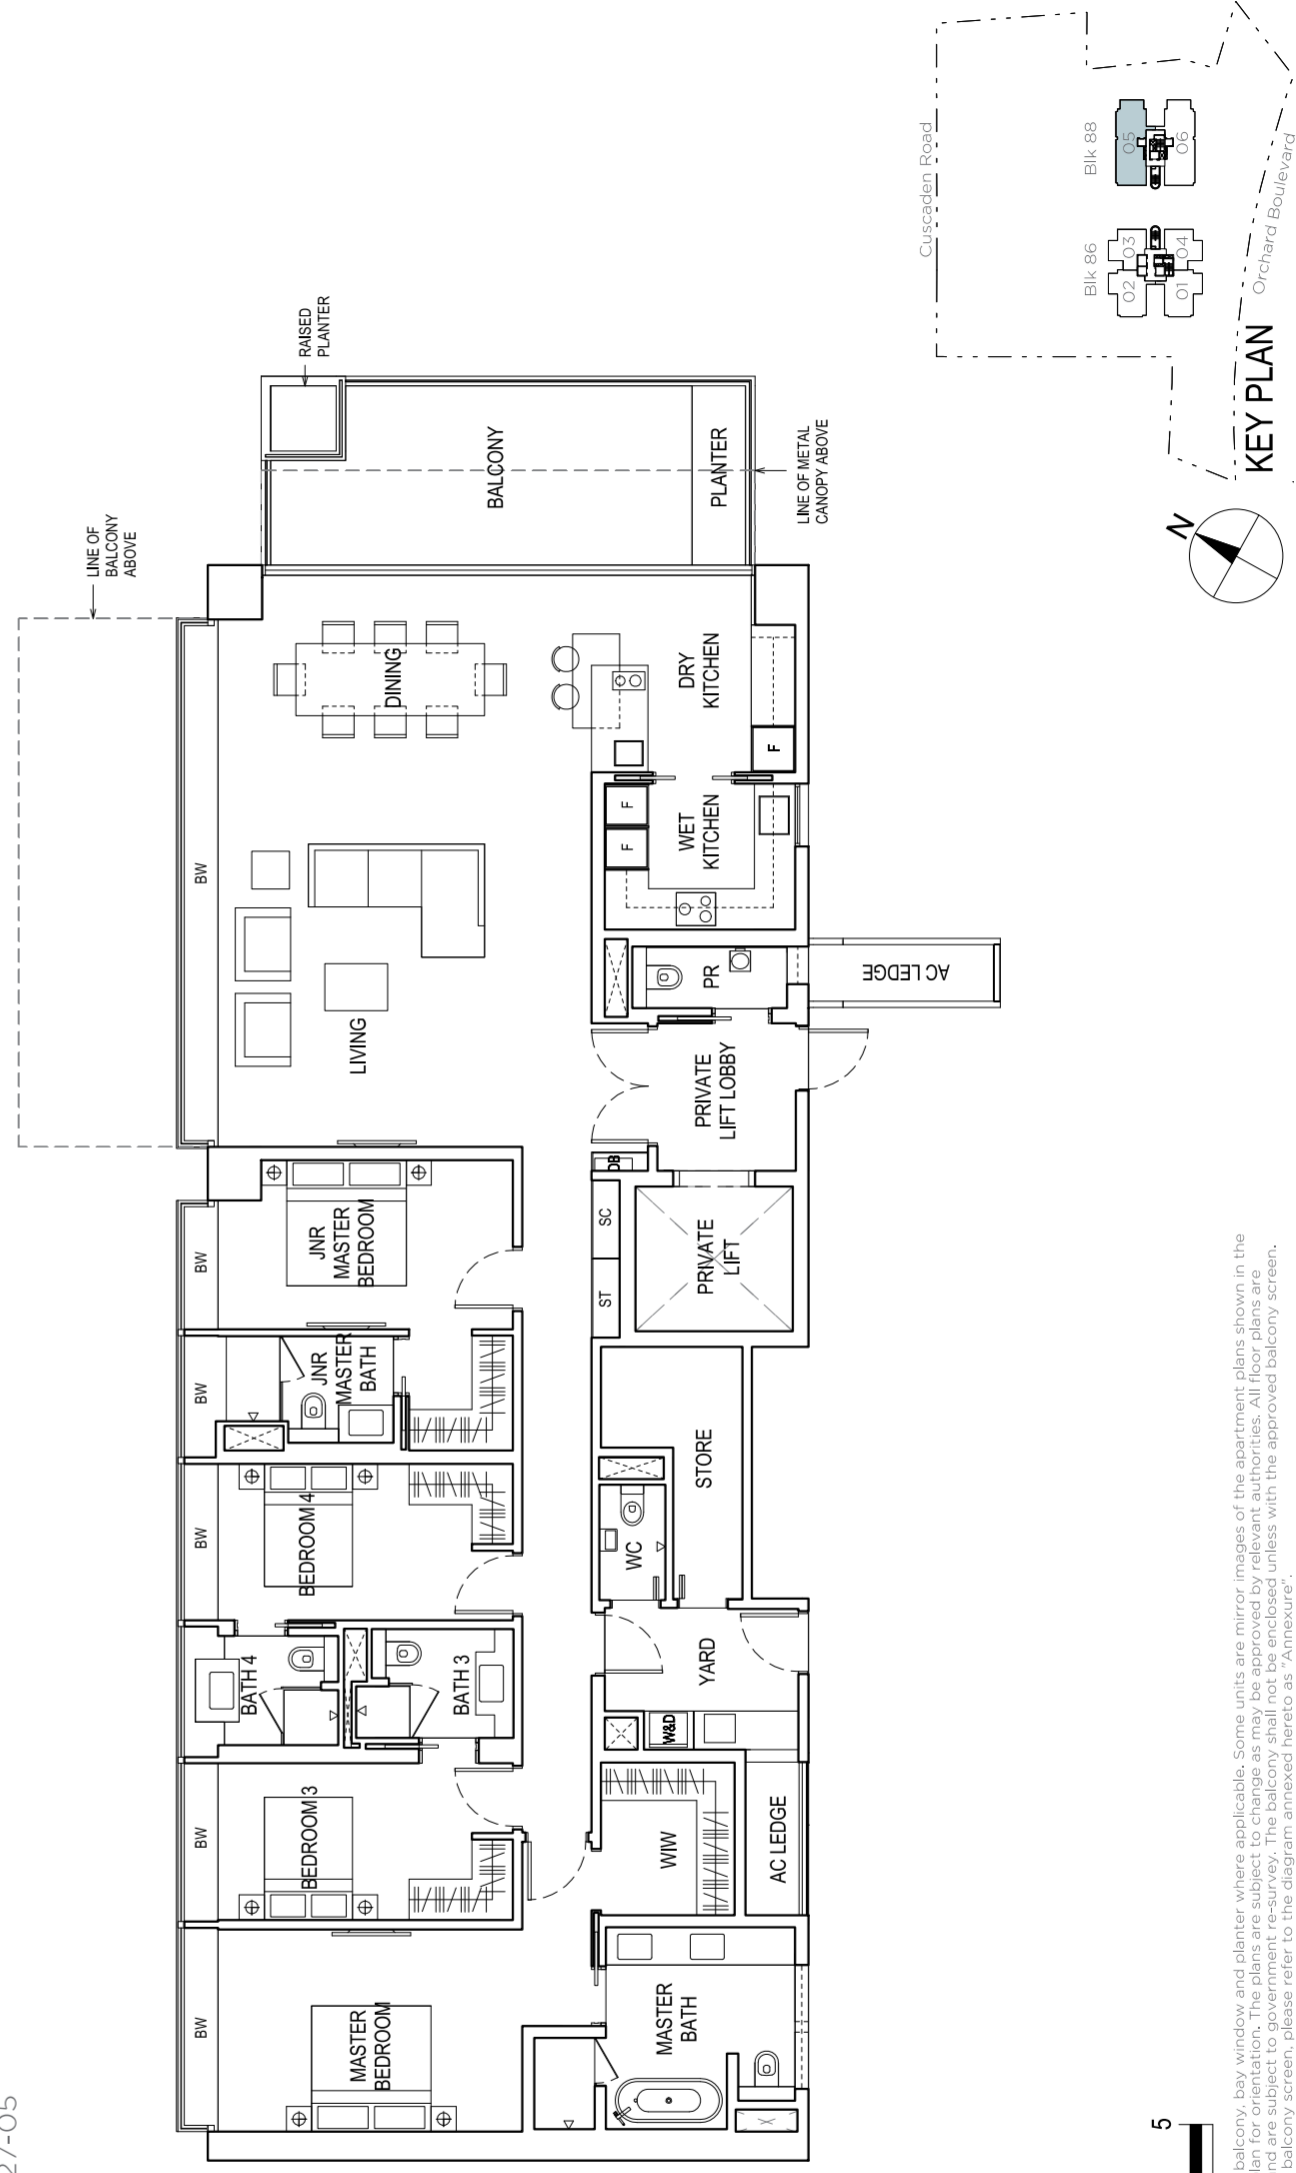 27-05
LINE OF
BALCONY
ABOVE
RAISED
PLANTER
BALCONY
PLANTER
LINE OF METAL
CANOPY ABOVE
DINING
DRY
KITCHEN
F
BW
F
F
WET
KITCHEN
LIVING
PR
AC LEDGE
PRIVATE
LIFT LOBBY
DB
SC
ST
PRIVATE
LIFT
BW
JNR
MASTER
BEDROOM
BW
JNR
MASTER
BATH
STORE
BW
BEDROOM 4
WC
BATH 4
BATH 3
YARD
W&D
BW
BEDROOM 3
WIW
AC LEDGE
BW
MASTER
BEDROOM
MASTER
BATH
Cuscaden Road
Blk 86
Blk 88
02
03
01
04
05
06
Orchard Boulevard
KEY PLAN
N
5
balcony, bay window and planter where applicable. Some units are mirror images of the apartment plans shown in the
lan for orientation. The plans are subject to change as may be approved by relevant authorities. All floor plans are
nd are subject to government re-survey. The balcony shall not be enclosed unless with the approved balcony screen.
balcony screen, please refer to the diagram annexed hereto as "Annexure".